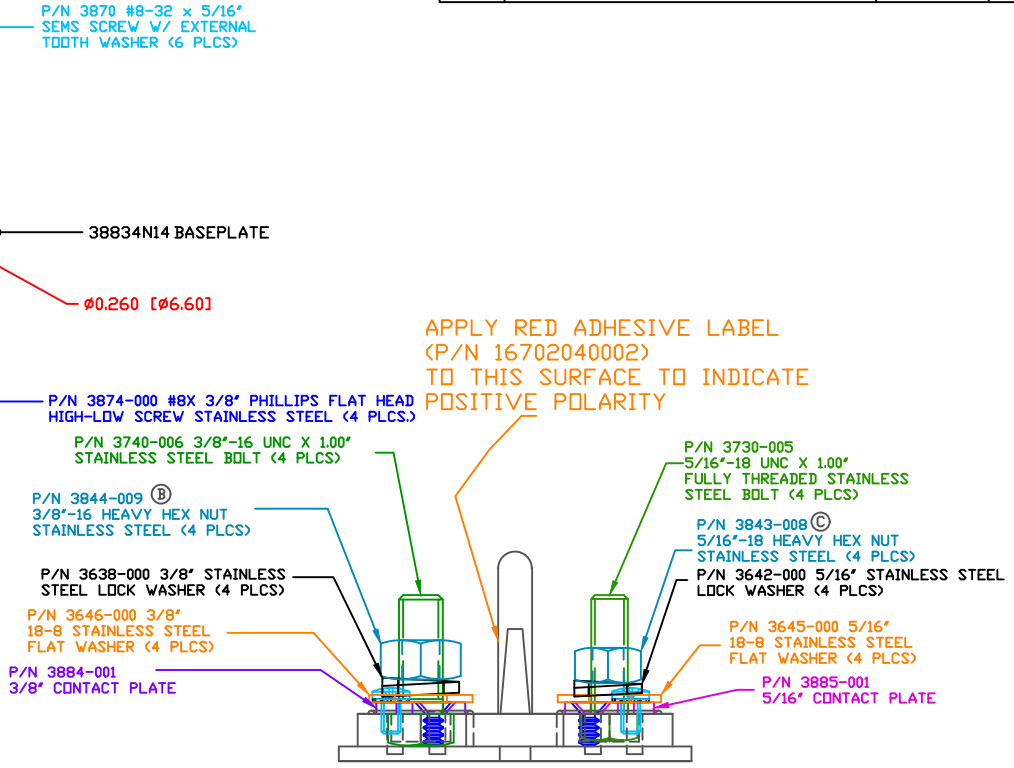 P/N 3870 #8-32 x 5/16"
SEMS SCREW W/ EXTERNAL
TOOTH WASHER (6 PLCS)
38834N14 BASEPLATE
Ø0.260 [Ø6.60]
APPLY RED ADHESIVE LABEL
(P/N 16702040002)
TO THIS SURFACE TO INDICATE
POSITIVE POLARITY
P/N 3874-000 #8X 3/8" PHILLIPS FLAT HEAD
HIGH-LOW SCREW STAINLESS STEEL (4 PLCS.)
P/N 3740-006 3/8"-16 UNC X 1.00"
STAINLESS STEEL BOLT (4 PLCS)
P/N 3730-005
5/16"-18 UNC X 1.00"
FULLY THREADED STAINLESS
STEEL BOLT (4 PLCS)
P/N 3844-009 B
3/8"-16 HEAVY HEX NUT
STAINLESS STEEL (4 PLCS)
P/N 3843-008 C
5/16"-18 HEAVY HEX NUT
STAINLESS STEEL (4 PLCS)
P/N 3638-000 3/8" STAINLESS
STEEL LOCK WASHER (4 PLCS)
P/N 3642-000 5/16" STAINLESS STEEL
LOCK WASHER (4 PLCS)
P/N 3646-000 3/8"
18-8 STAINLESS STEEL
FLAT WASHER (4 PLCS)
P/N 3645-000 5/16"
18-8 STAINLESS STEEL
FLAT WASHER (4 PLCS)
P/N 3884-001
3/8" CONTACT PLATE
P/N 3885-001
5/16" CONTACT PLATE